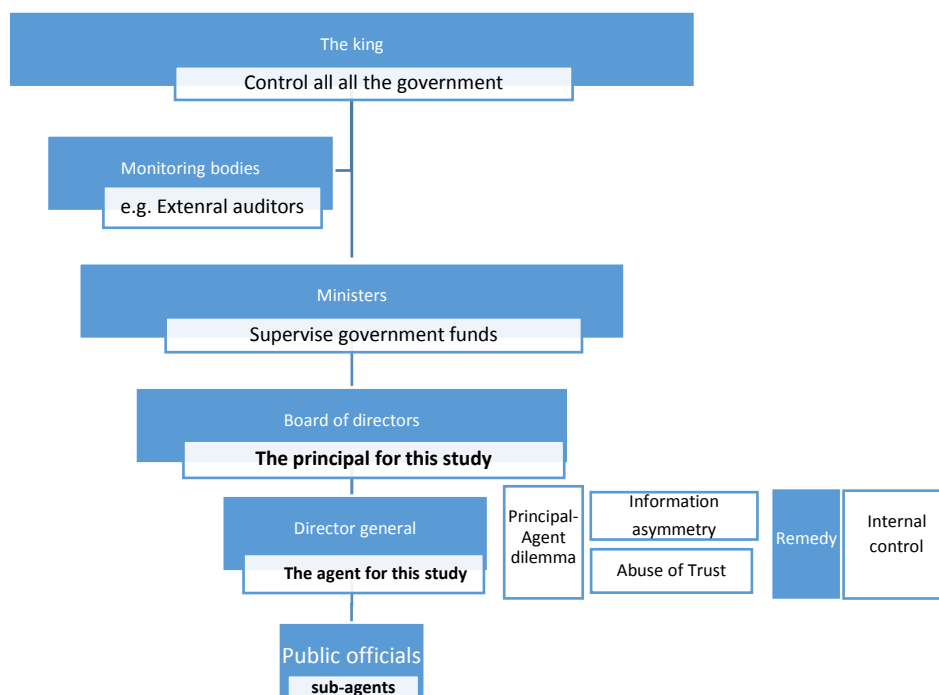 The king
Control all all the government
Monitoring bodies
e.g. Extenral auditors
Ministers
Supervise government funds
Board of directors
The principal for this study
Director general
The agent for this study
Principal-
Agent
dilemma
Information
asymmetry
Abuse of Trust
Remedy
Internal
control
Public officials
sub-agents